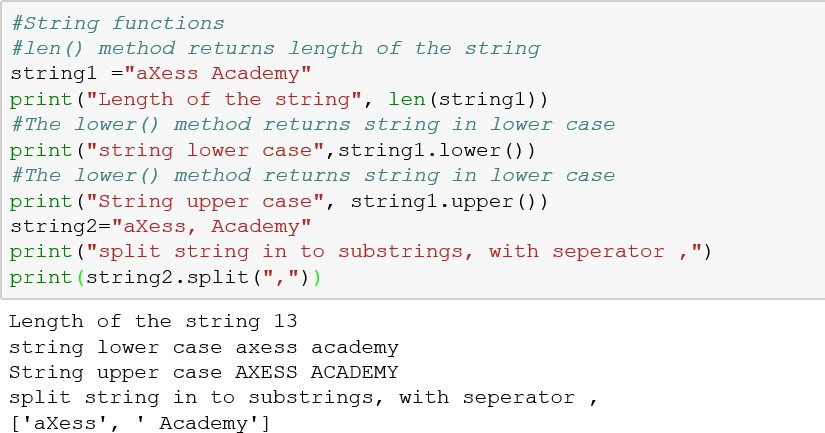 #String functions
#len() method returns length of the string
string1 ="aXess Academy"
print("Length of the string", len(string1))
#The lower() method returns string in lower case
print("string lower case",string1.lower())
#The lower() method returns string in lower case
print("String upper case", string1.upper())
string2="aXess, Academy"
print("split string in to substrings, with seperator ,")
print(string2.split(","))
Length of the string 13
string lower case axess academy
String upper case AXESS ACADEMY
split string in to substrings, with seperator ,
['aXess', ' Academy']